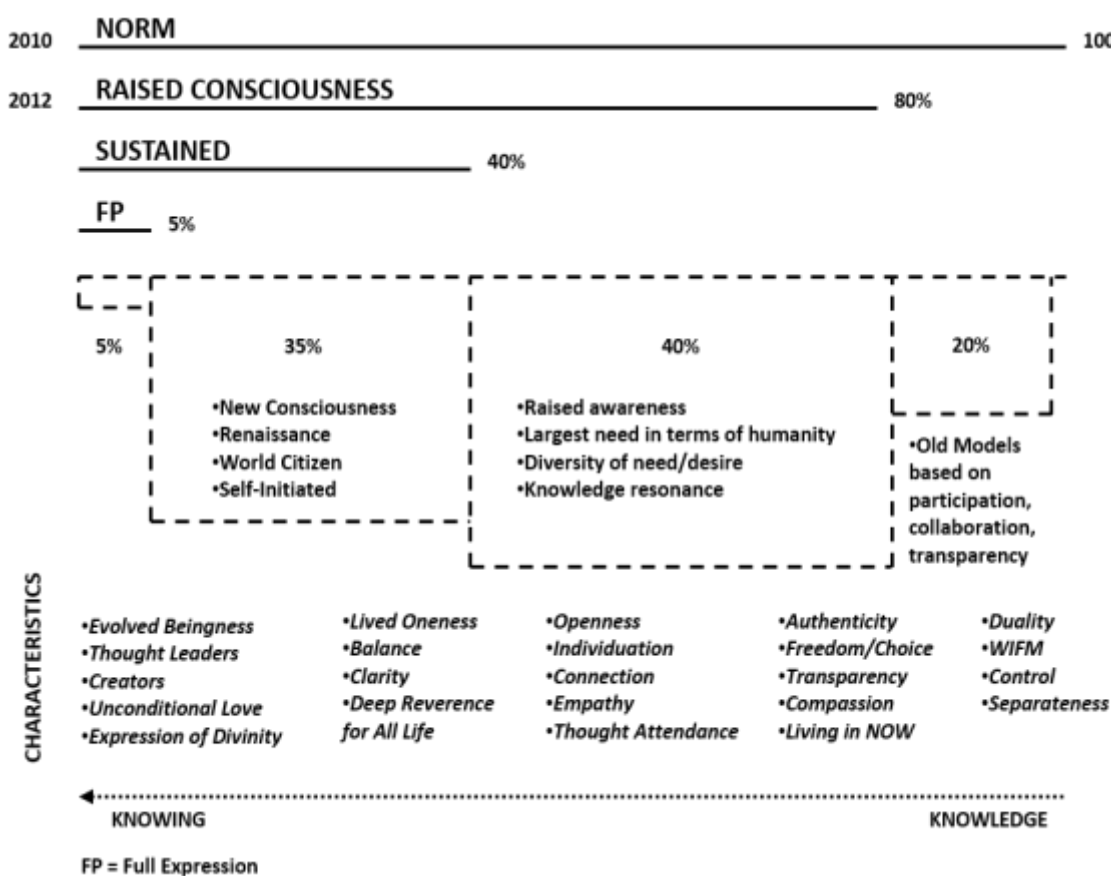 NORM
2010
100
RAISED CONSCIOUSNESS
2012
80%
SUSTAINED
40%
FP
5%
5%
35%
•New Consciousness
•Renaissance
•World Citizen
•Self-Initiated
40%
•Raised awareness
•Largest need in terms of humanity
•Diversity of need/desire
•Knowledge resonance
20%
•Old Models
based on
participation,
collaboration,
transparency
CHARACTERISTICS
•Evolved Beingness
•Thought Leaders
•Creators
•Unconditional Love
•Expression of Divinity
•Lived Oneness
•Balance
•Clarity
•Deep Reverence
for All Life
•Openness
•Individuation
•Connection
•Empathy
•Thought Attendance
•Authenticity
•Freedom/Choice
•Transparency
•Compassion
•Living in NOW
•Duality
•WIFM
•Control
•Separateness
KNOWING
KNOWLEDGE
FP = Full Expression